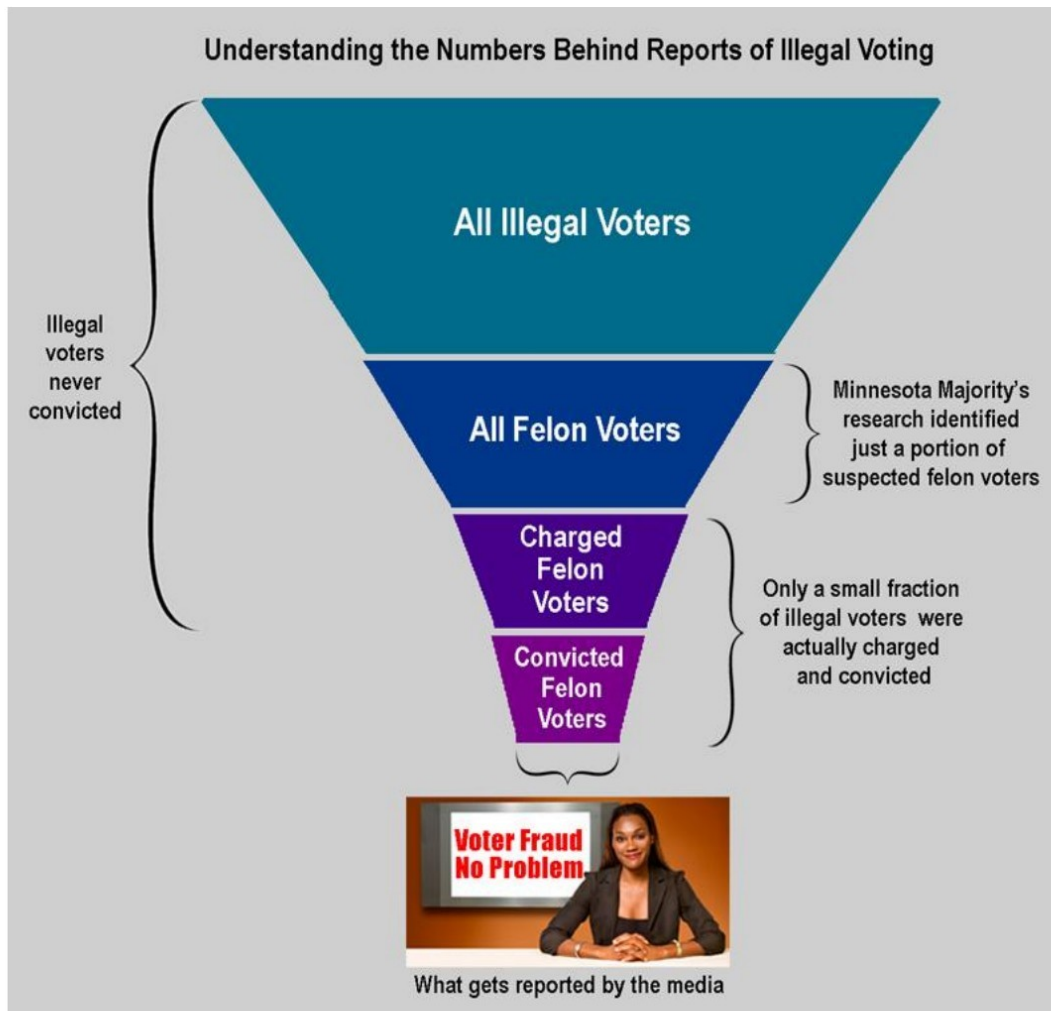 Understanding the Numbers Behind Reports of Illegal Voting
All Illegal Voters
Illegal
voters
never
convicted
All Felon Voters
Minnesota Majority's
research identified
just a portion of
suspected felon voters
Charged
Felon
Voters
Only a small fraction
of illegal voters were
actually charged
and convicted
Convicted
Felon
Voters
Voter Fraud
No Problem
What gets reported by the media